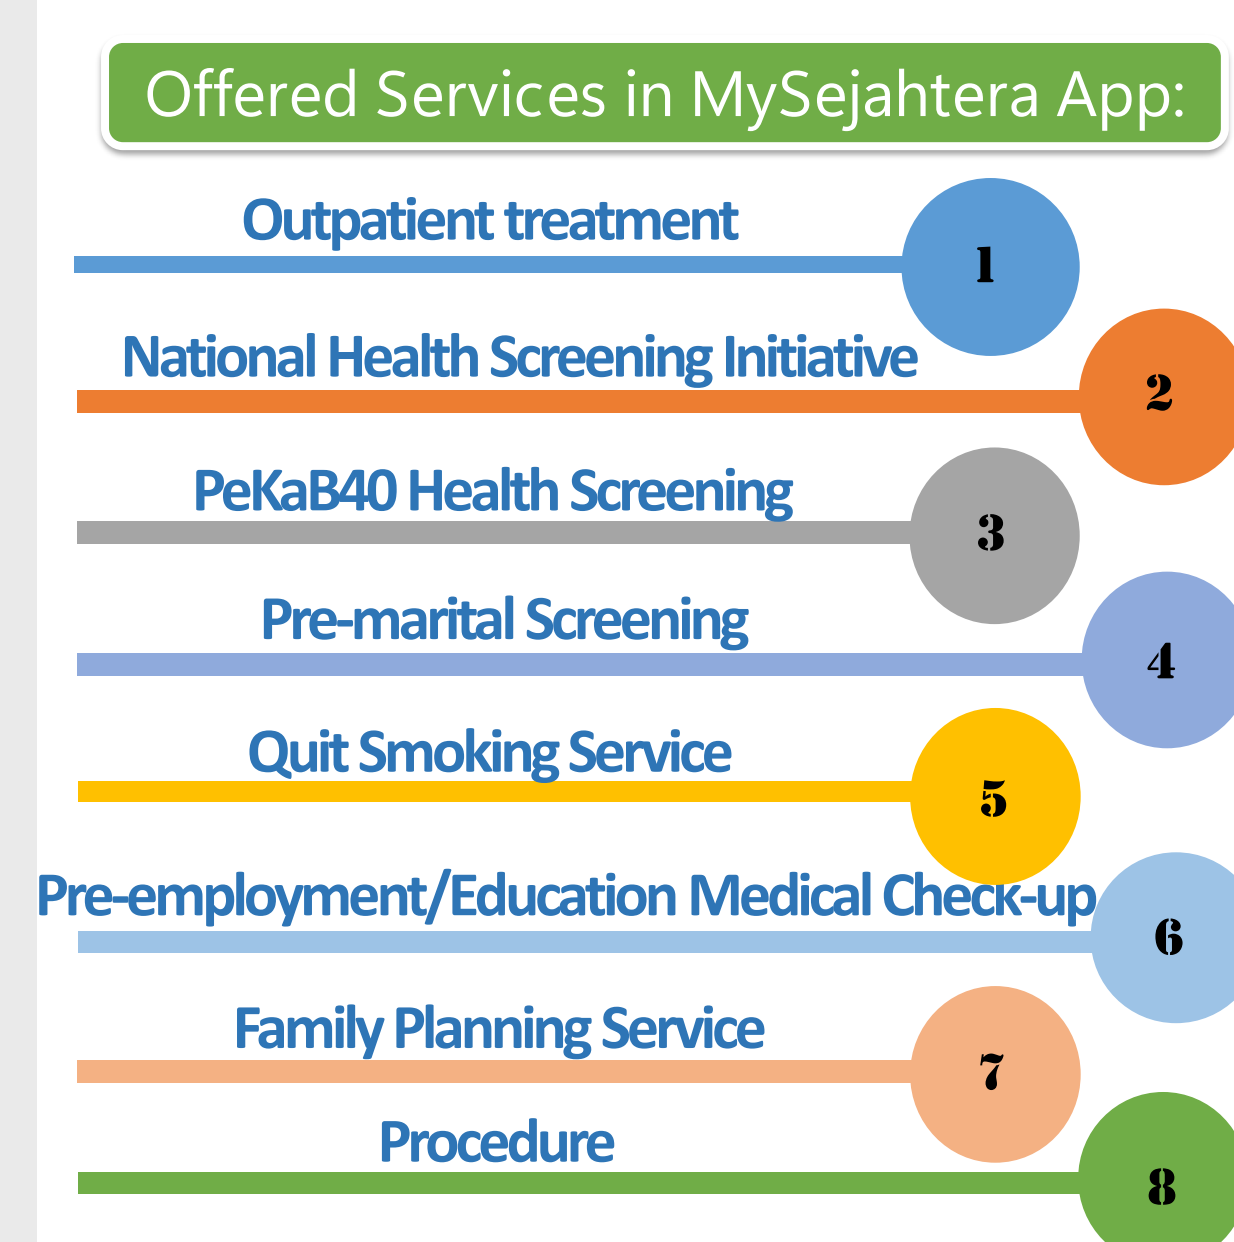 Offered Services in MySejahtera App:
Outpatient treatment
1
National Health Screening Initiative
2
PeKaB40 Health Screening
3
Pre-marital Screening
4
Quit Smoking Service
5
Pre-employment/Education Medical Check-up
6
Family Planning Service
7
Procedure
8